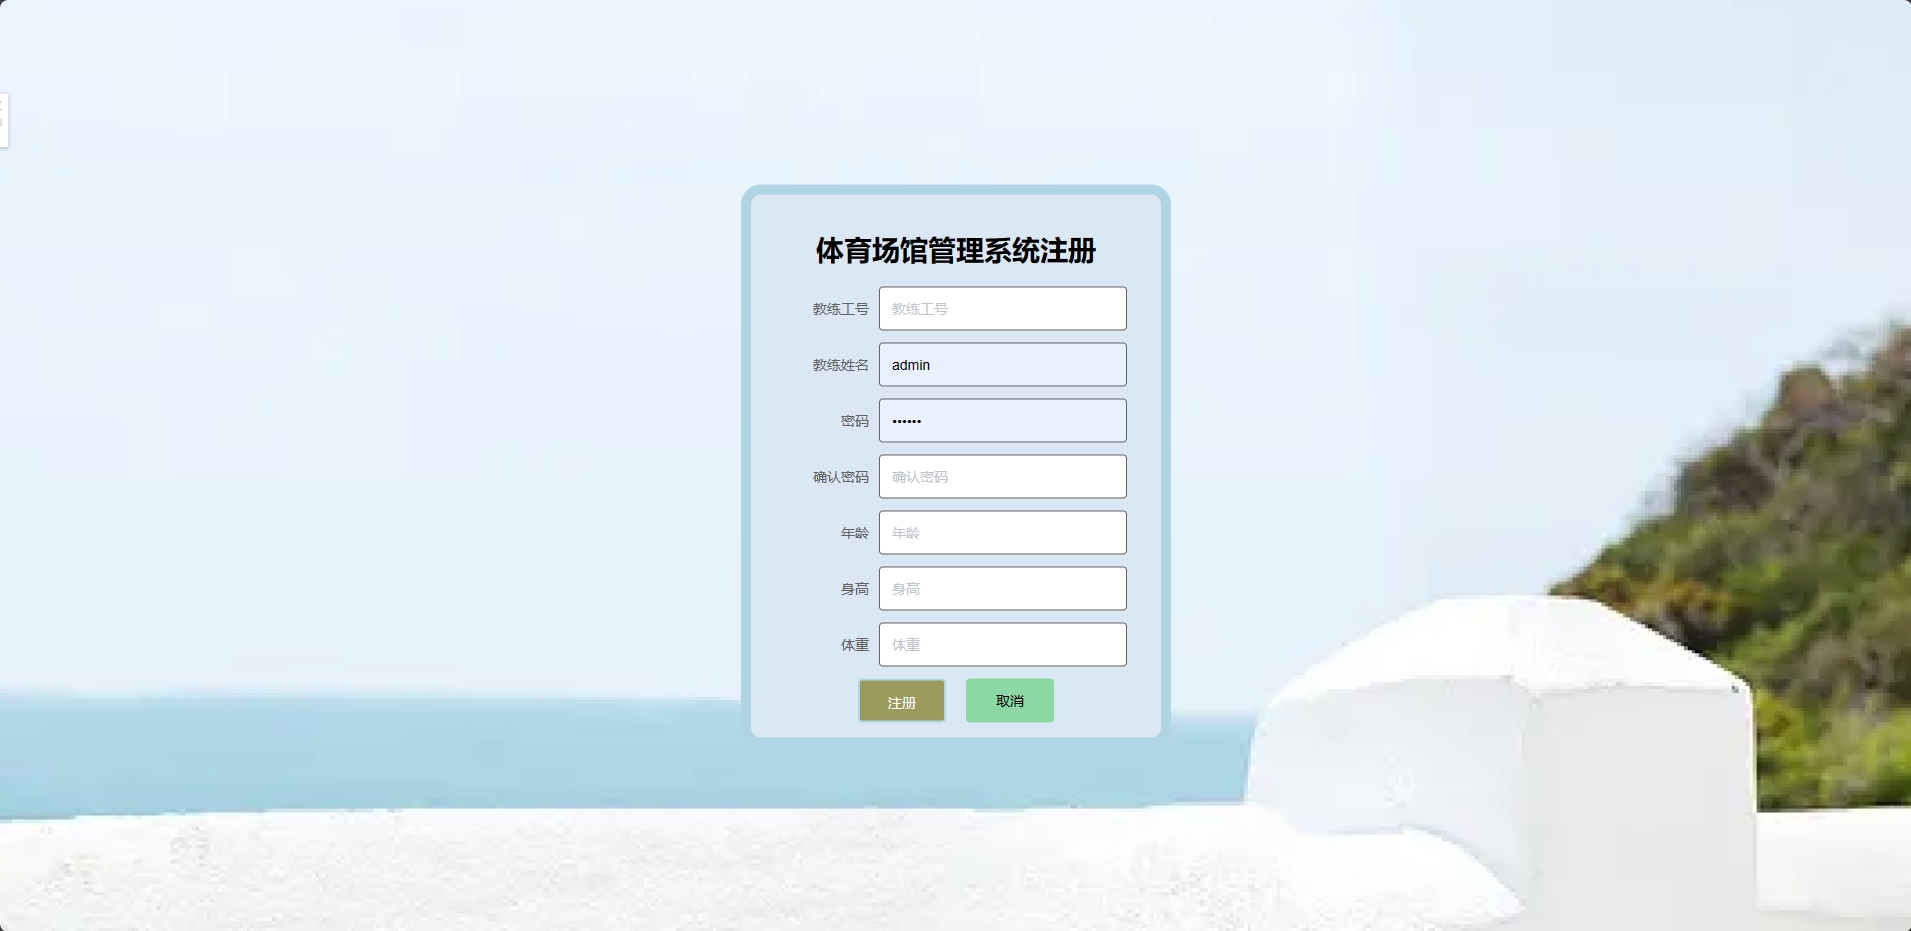 体育场馆管理系统注册
教练工号 教练工号
教练姓名 admin
密码 ••••••
确认密码 确认密码
年龄 年龄
身高 身高
体重 体重
注册 取消